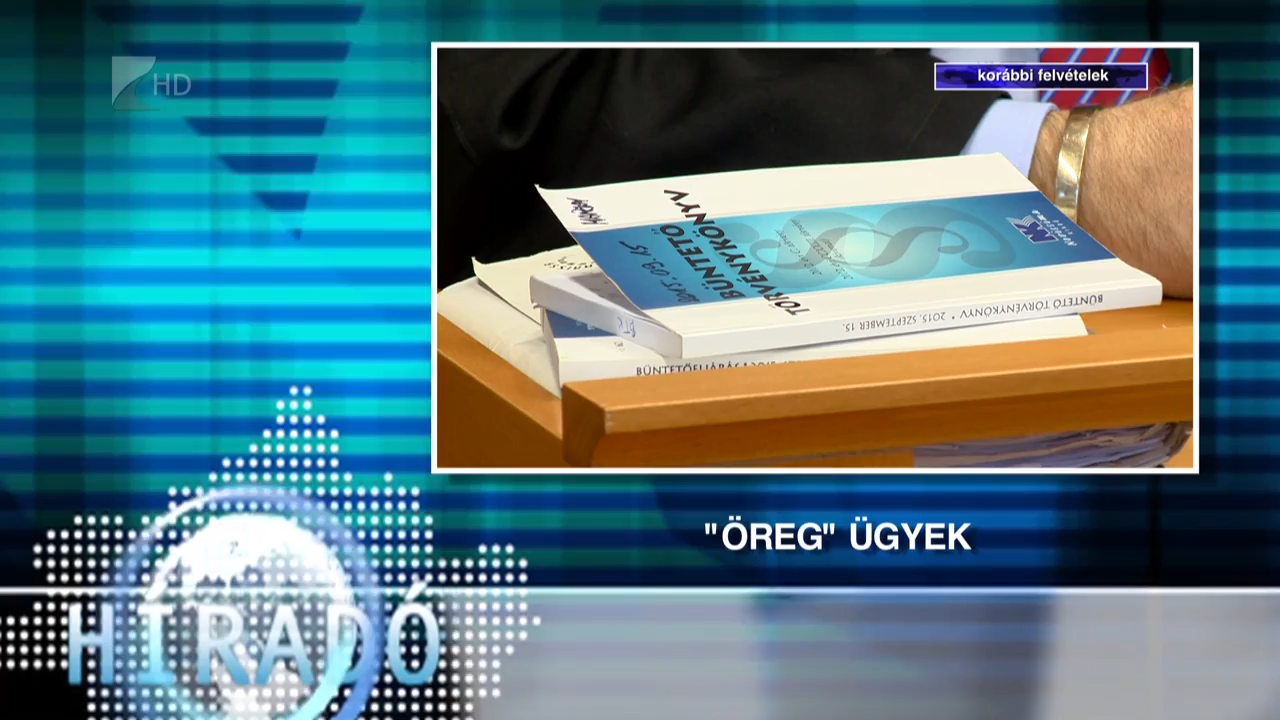 HD
korábbi felvételek
BÜNTETŐ
TÖRVÉNYKÖNYV
BÜNTETŐ TÖRVÉNYKÖNYV * 2015. SZEPTEMBER 15.
"ÖREG" ÜGYEK
HÍRADÓ